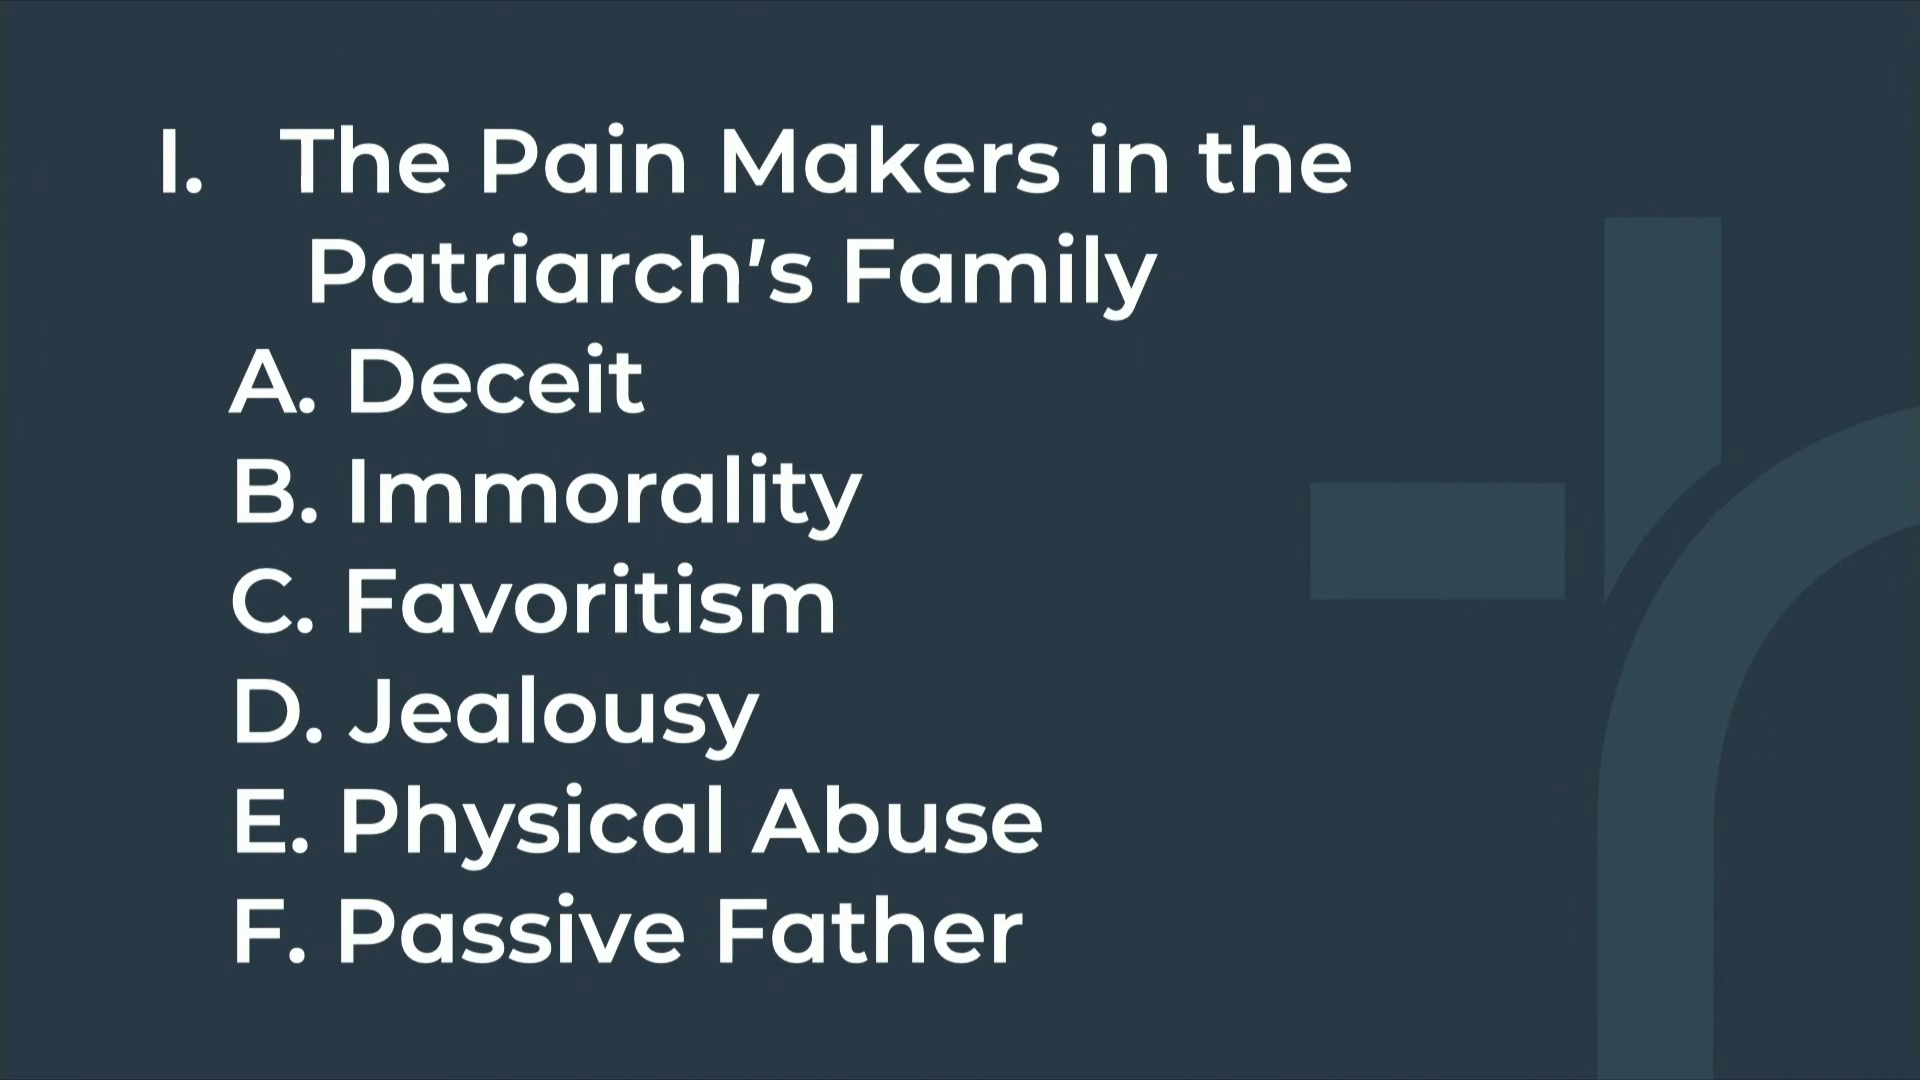 I. The Pain Makers in the
Patriarch's Family
A. Deceit
B. Immorality
C. Favoritism
D. Jealousy
E. Physical Abuse
F. Passive Father